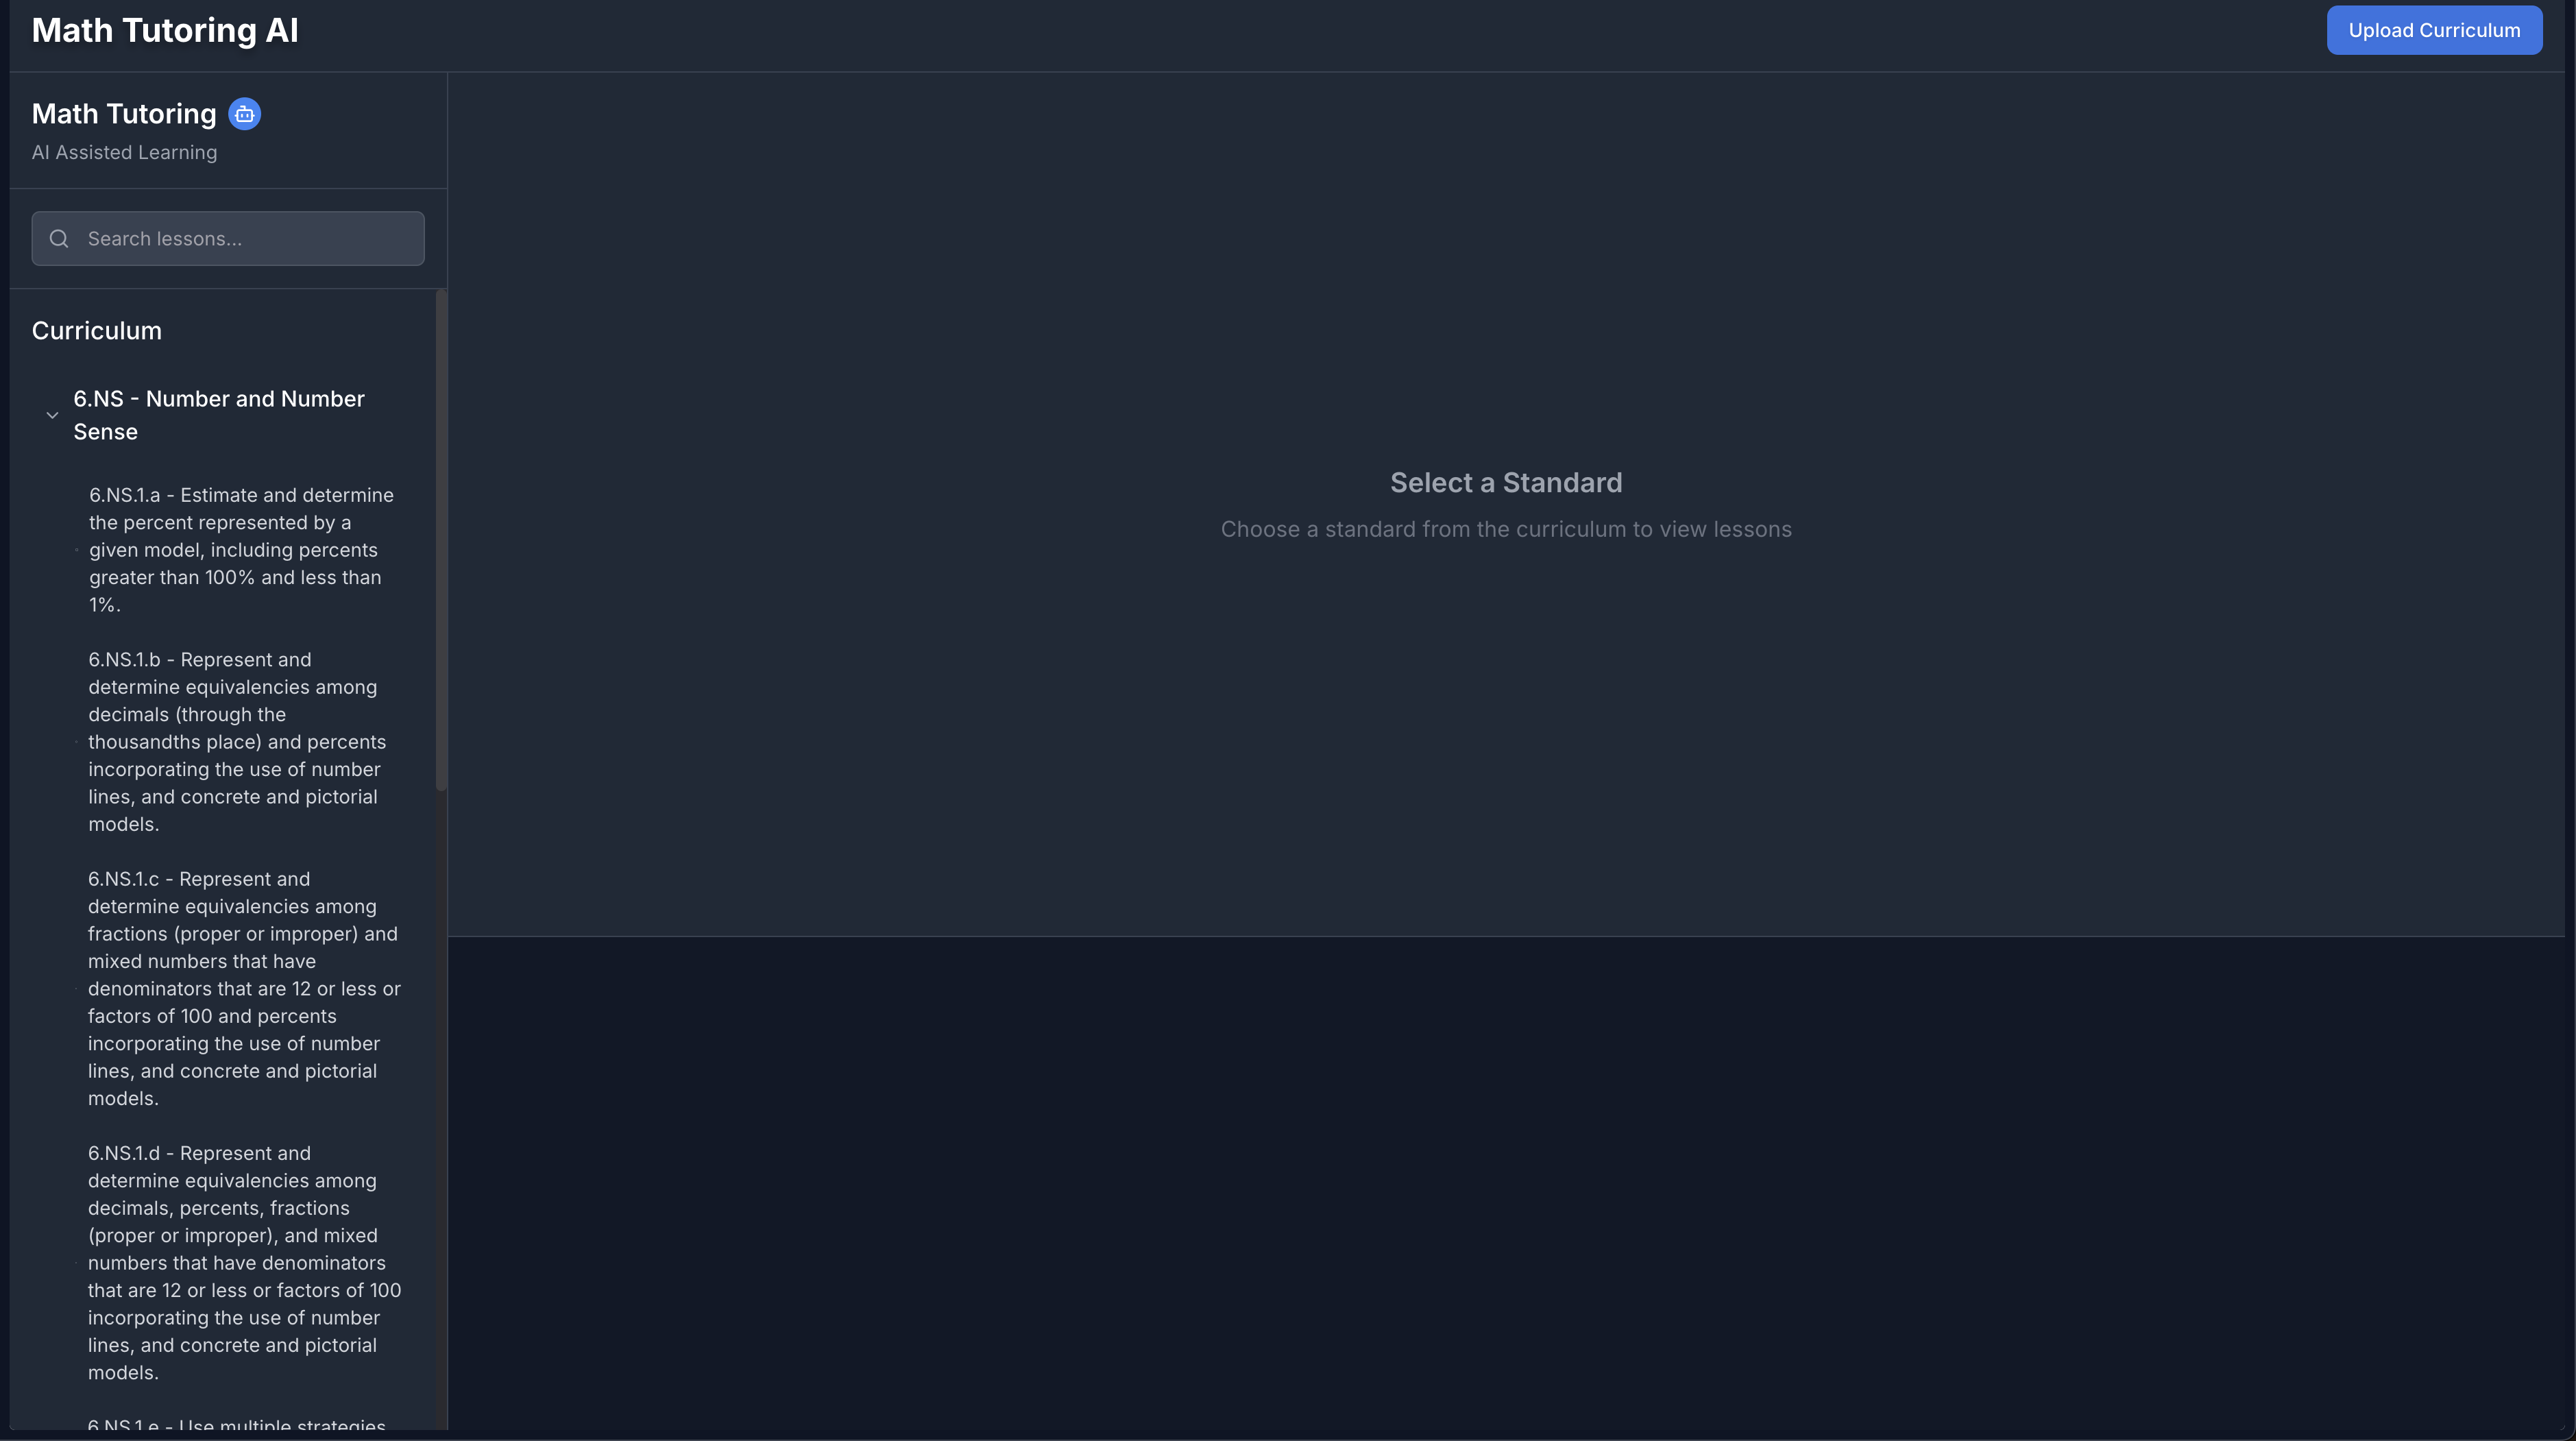 Math Tutoring AI
Upload Curriculum
Math Tutoring
AI Assisted Learning
Search lessons...
Curriculum
6.NS - Number and Number
Sense
6.NS.1.a - Estimate and determine
the percent represented by a
given model, including percents
greater than 100% and less than
1%.
6.NS.1.b - Represent and
determine equivalencies among
decimals (through the
thousandths place) and percents
incorporating the use of number
lines, and concrete and pictorial
models.
6.NS.1.c - Represent and
determine equivalencies among
fractions (proper or improper) and
mixed numbers that have
denominators that are 12 or less or
factors of 100 and percents
incorporating the use of number
lines, and concrete and pictorial
models.
6.NS.1.d - Represent and
determine equivalencies among
decimals, percents, fractions
(proper or improper), and mixed
numbers that have denominators
that are 12 or less or factors of 100
incorporating the use of number
lines, and concrete and pictorial
models.
6.NS.1.e - Use multiple strategies
Select a Standard
Choose a standard from the curriculum to view lessons